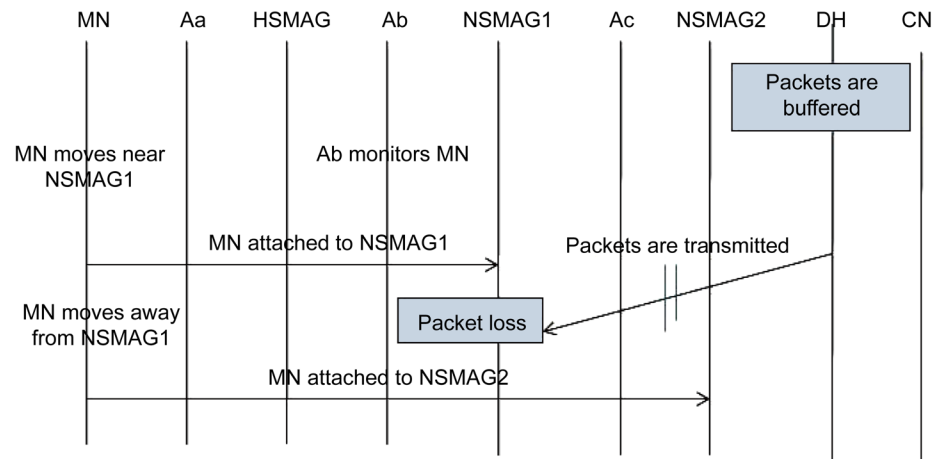 MN Aa HSMAG Ab NSMAG1 Ac NSMAG2 DH CN
Packets are
buffered
MN moves near
NSMAG1
Ab monitors MN
MN attached to NSMAG1
Packets are transmitted
MN moves away
from NSMAG1
Packet loss
MN attached to NSMAG2